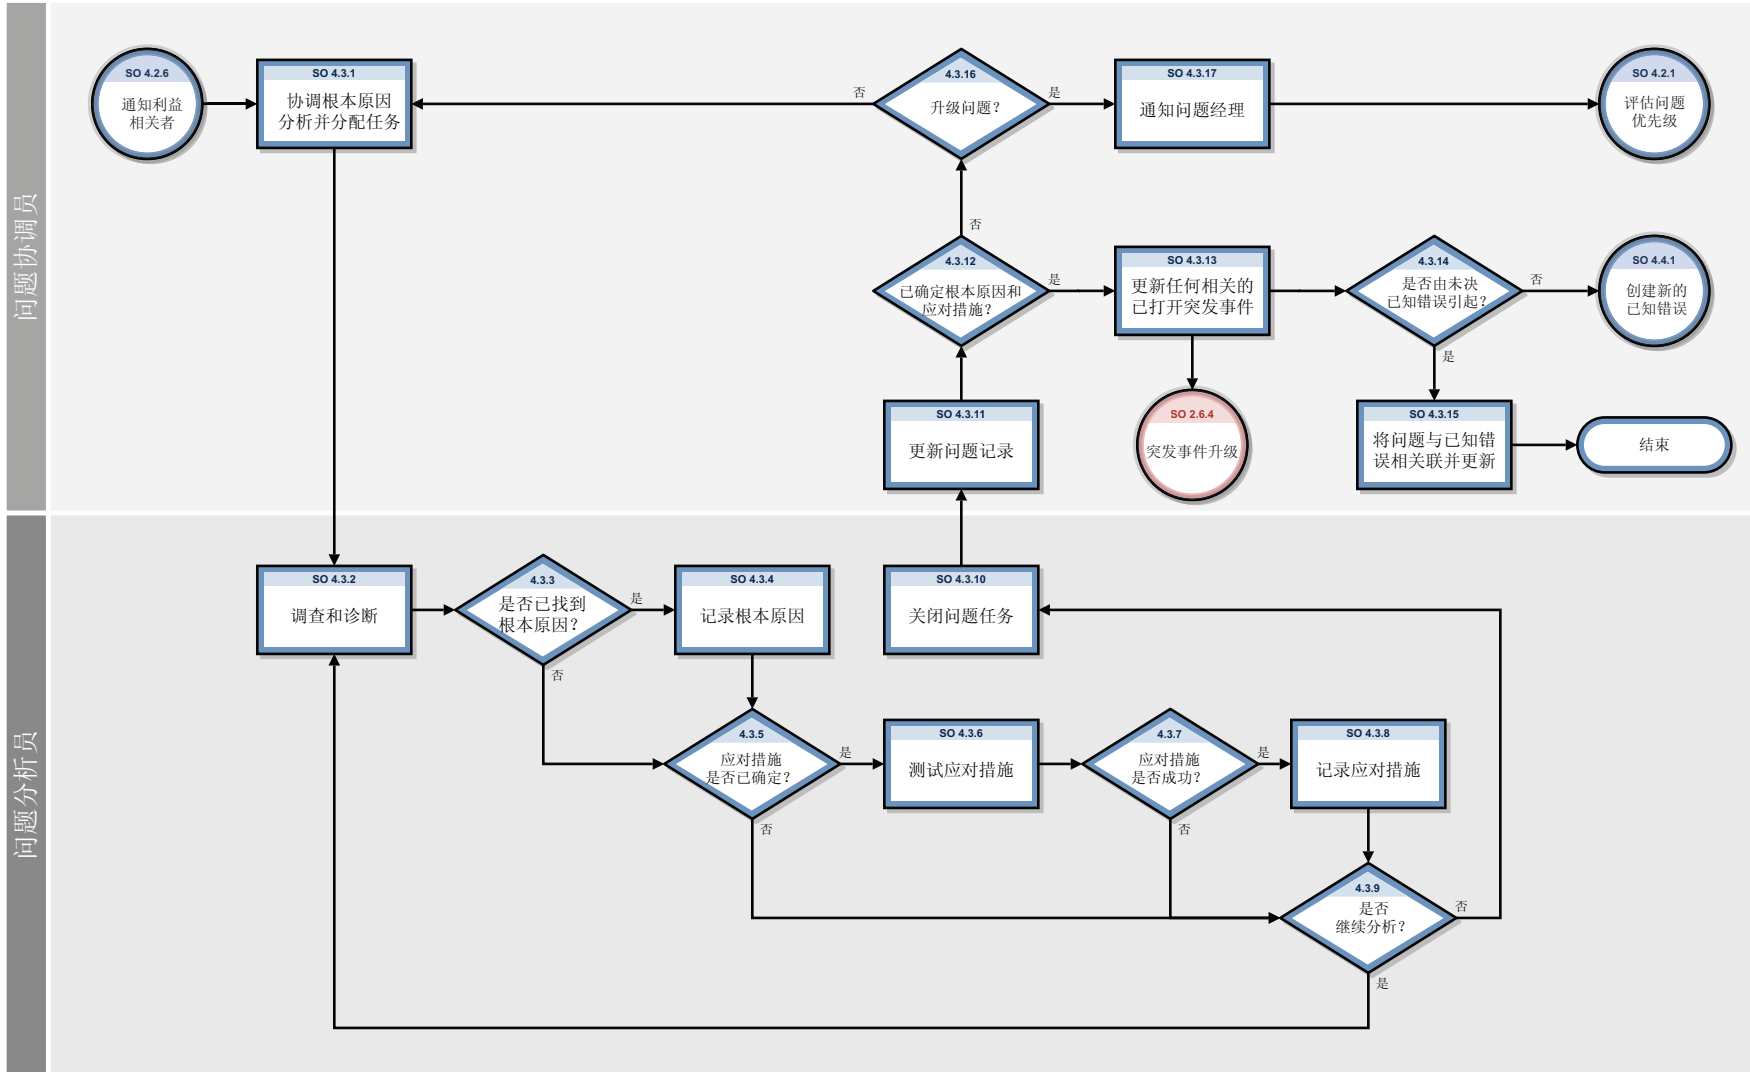 问题协调员
SO 4.2.6
通知利益
相关者
SO 4.3.1
协调根本原因
分析并分配任务
否
4.3.16
升级问题？
是
SO 4.3.17
通知问题经理
SO 4.2.1
评估问题
优先级
否
4.3.12
已确定根本原因和
应对措施？
是
SO 4.3.13
更新任何相关的
已打开突发事件
4.3.14
是否由未决
已知错误引起？
否
SO 4.4.1
创建新的
已知错误
是
SO 4.3.11
更新问题记录
SO 2.6.4
突发事件升级
SO 4.3.15
将问题与已知错
误相关联并更新
结束
问题分析员
SO 4.3.2
调查和诊断
4.3.3
是否已找到
根本原因？
是
否
SO 4.3.4
记录根本原因
SO 4.3.10
关闭问题任务
4.3.5
应对措施
是否已确定？
是
否
SO 4.3.6
测试应对措施
4.3.7
应对措施
是否成功？
是
否
SO 4.3.8
记录应对措施
4.3.9
是否
继续分析？
否
是